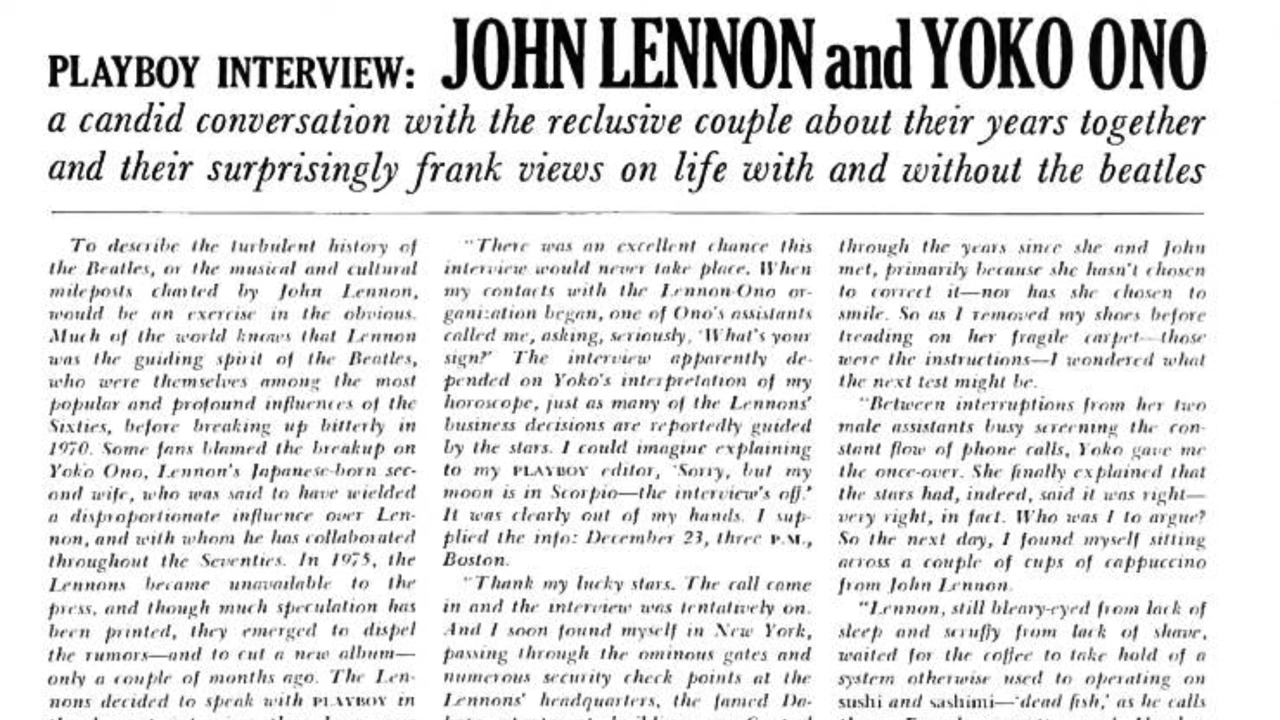 PLAYBOY INTERVIEW: JOHN LENNON and YOKO ONO
a candid conversation with the reclusive couple about their years together
and their surprisingly frank views on life with and without the beatles
To describe the turbulent history of
the Beatles, or the musical and cultural
mileposts charted by John Lennon,
would be an exercise in the obvious.
Much of the world knows that Lennon
was the guiding spirit of the Beatles,
who were themselves among the most
popular and profound influences of the
Sixties, before breaking up bitterly in
1970. Some fans blamed the breakup on
Yoko Ono, Lennon's Japanese-born sec-
ond wife, who was said to have wielded
a disproportionate influence over Len-
non, and with whom he has collaborated
throughout the Seventies. In 1975, the
Lennons became unavailable to the
press, and though much speculation has
been printed, they emerged to dispel
the rumors—and to cut a new album—
only a couple of months ago. The Len-
nons decided to speak with PLAYBOY in
"There was an excellent chance this
interview would never take place. When
my contacts with the Lennon-Ono or-
ganization began, one of Ono's assistants
called me, asking, seriously, 'What's your
sign?' The interview apparently de-
pended on Yoko's interpretation of my
horoscope, just as many of the Lennons'
business decisions are reportedly guided
by the stars. I could imagine explaining
to my PLAYBOY editor, 'Sorry, but my
moon is in Scorpio—the interview's off.'
It was clearly out of my hands. I sup-
plied the info: December 23, three P.M.,
Boston.
"Thank my lucky stars. The call came
in and the interview was tentatively on.
And I soon found myself in New York,
passing through the ominous gates and
numerous security check points at the
Lennons' headquarters, the famed Da-
through the years since she and John
met, primarily because she hasn't chosen
to correct it—nor has she chosen to
smile. So as I removed my shoes before
treading on her fragile carpet—those
were the instructions—I wondered what
the next test might be.
"Between interruptions from her two
male assistants busy screening the con-
stant flow of phone calls, Yoko gave me
the once-over. She finally explained that
the stars had, indeed, said it was right—
very right, in fact. Who was I to argue?
So the next day, I found myself sitting
across a couple of cups of cappuccino
from John Lennon.
"Lennon, still bleary-eyed from lack of
sleep and scruffy from lack of shave,
waited for the coffee to take hold of a
system otherwise used to operating on
sushi and sashimi—'dead fish,' as he calls